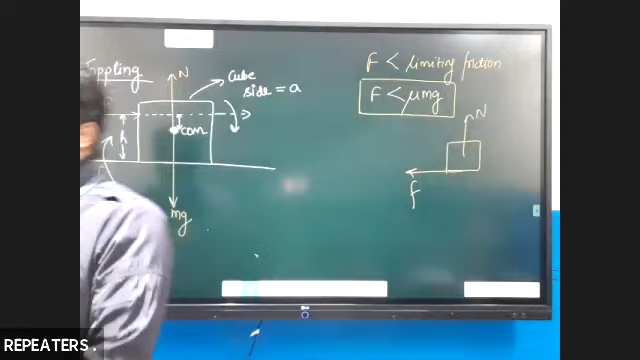 Toppling
N
Cube
side = a
h
com
mg
F < limiting friction
F < μmg
N
f
REPEATERS.